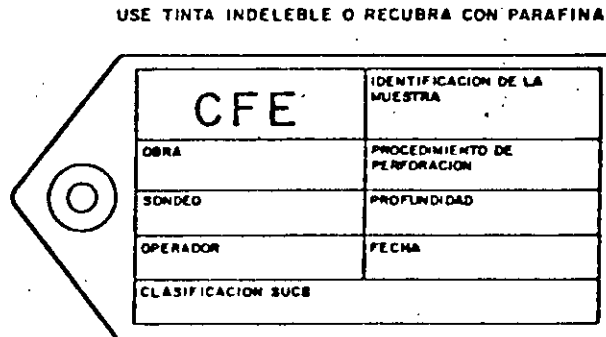 USE TINTA INDELEBLE O RECUBRA CON PARAFINA
CFE
IDENTIFICACION DE LA
MUESTRA
OBRA
PROCEDIMIENTO DE
PERFORACION
SONDEO
PROFUNDIDAD
OPERADOR
FECHA
CLASIFICACION SUCS